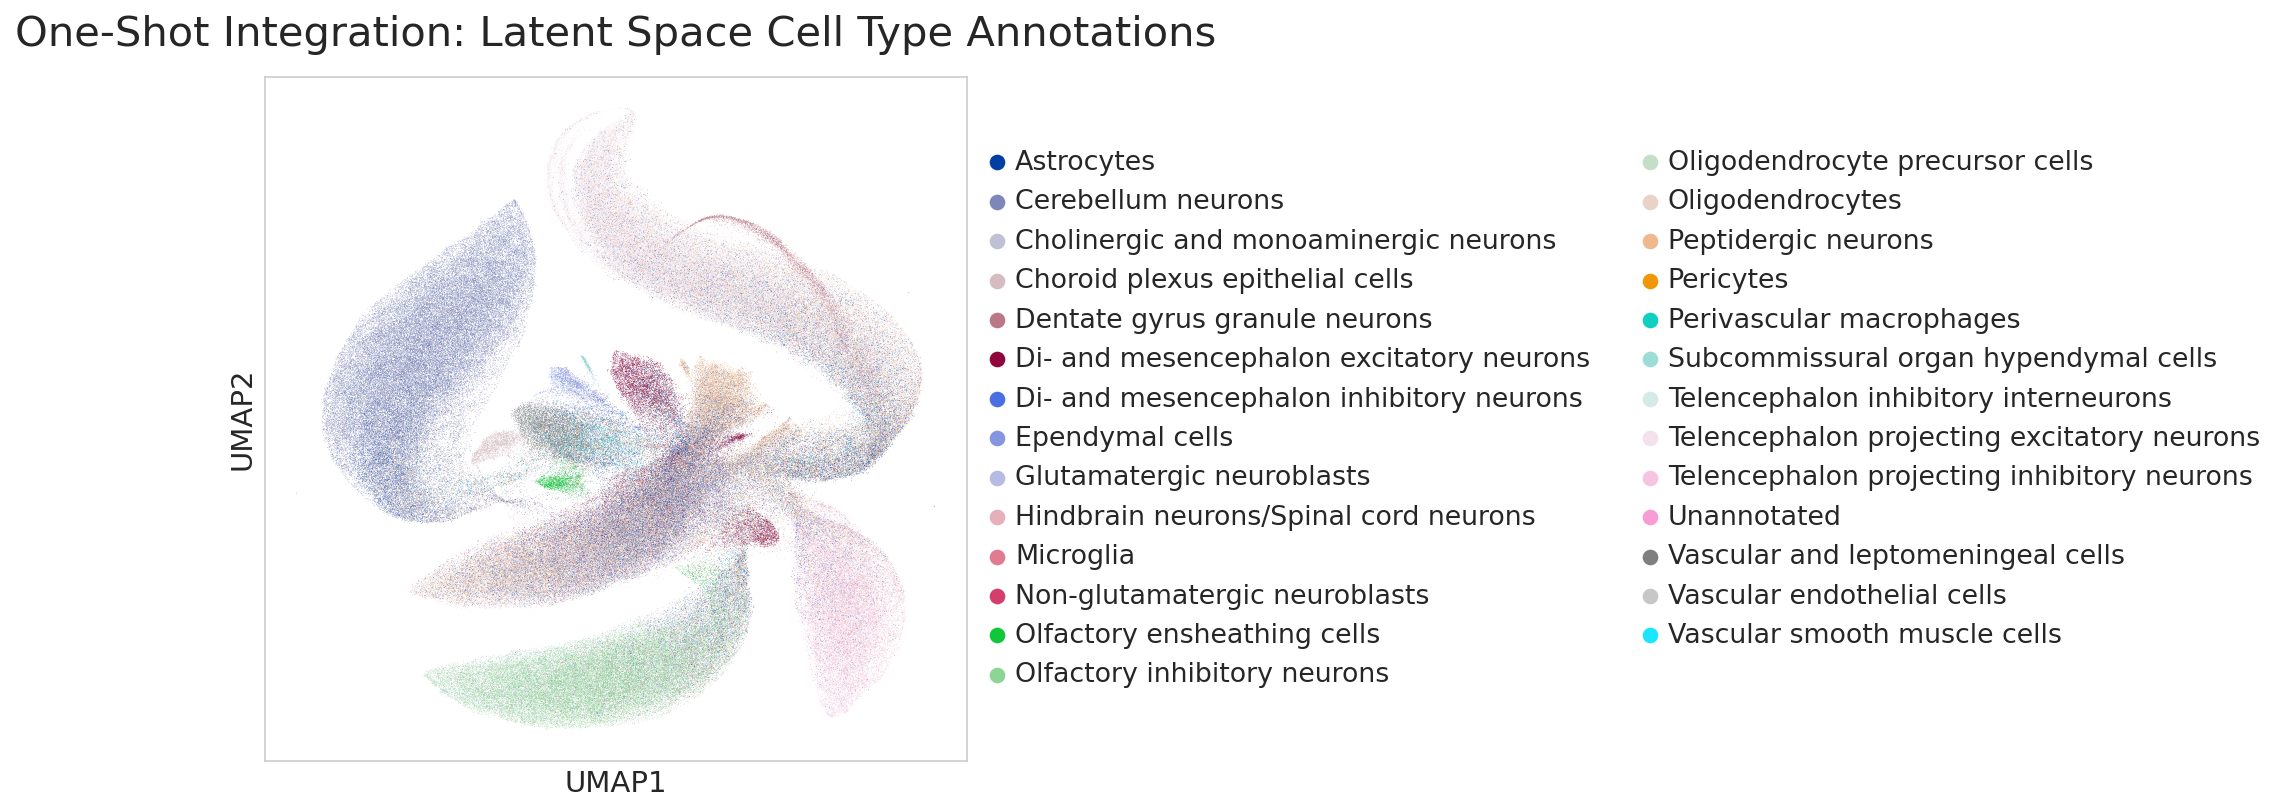 One-Shot Integration: Latent Space Cell Type Annotations
UMAP2
UMAP1
Astrocytes
Cerebellum neurons
Cholinergic and monoaminergic neurons
Choroid plexus epithelial cells
Dentate gyrus granule neurons
Di- and mesencephalon excitatory neurons
Di- and mesencephalon inhibitory neurons
Ependymal cells
Glutamatergic neuroblasts
Hindbrain neurons/Spinal cord neurons
Microglia
Non-glutamatergic neuroblasts
Olfactory ensheathing cells
Olfactory inhibitory neurons
Oligodendrocyte precursor cells
Oligodendrocytes
Peptidergic neurons
Pericytes
Perivascular macrophages
Subcommissural organ hypendymal cells
Telencephalon inhibitory interneurons
Telencephalon projecting excitatory neurons
Telencephalon projecting inhibitory neurons
Unannotated
Vascular and leptomeningeal cells
Vascular endothelial cells
Vascular smooth muscle cells